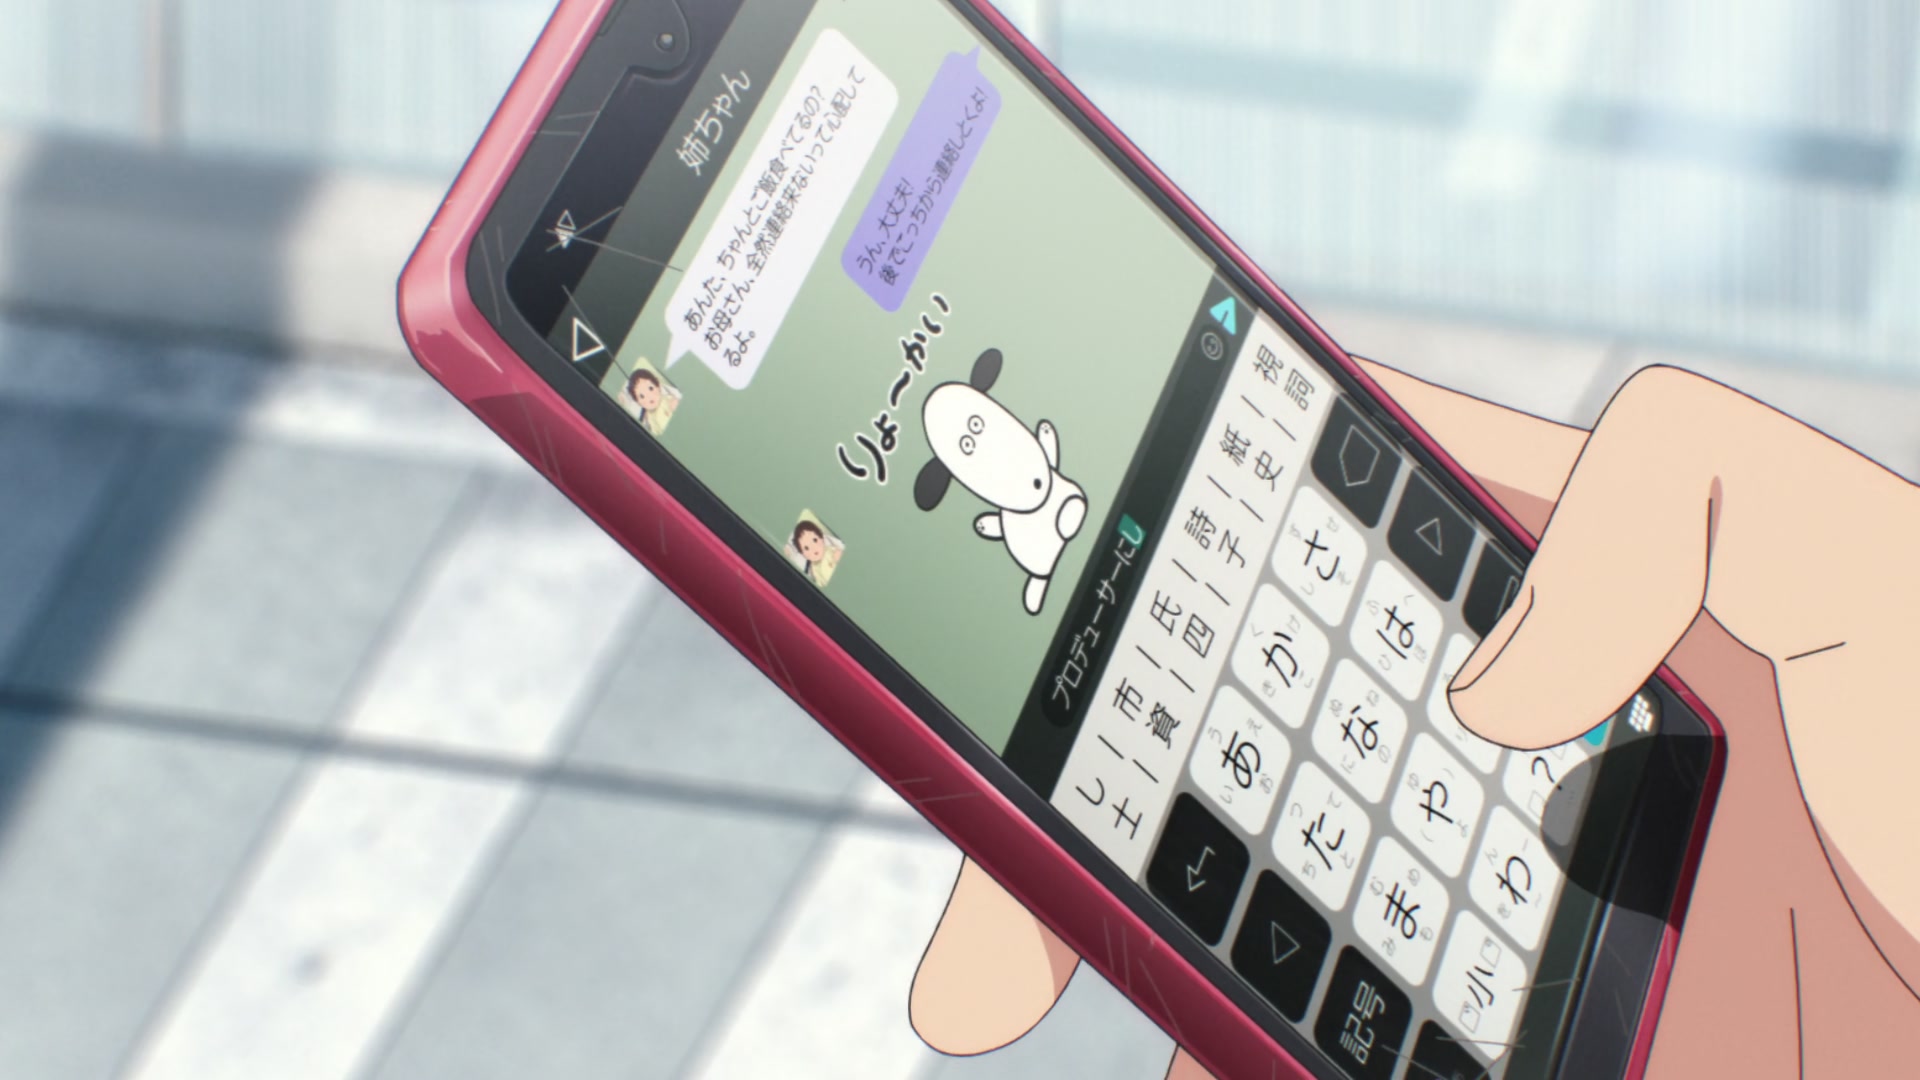 姉ちゃん
あんた、ちゃんとご飯食べてるの?
お母さん、全然連絡来ないって心配して
るよ。
うん、大丈夫!
後でこっちから連絡しとくよ!
りょ〜かい
プロデューサーにし
し 市 氏 詩 紙 視
士 資 四 子 史 詞
あ か さ
た な は
ま や
小 わ ?
記号